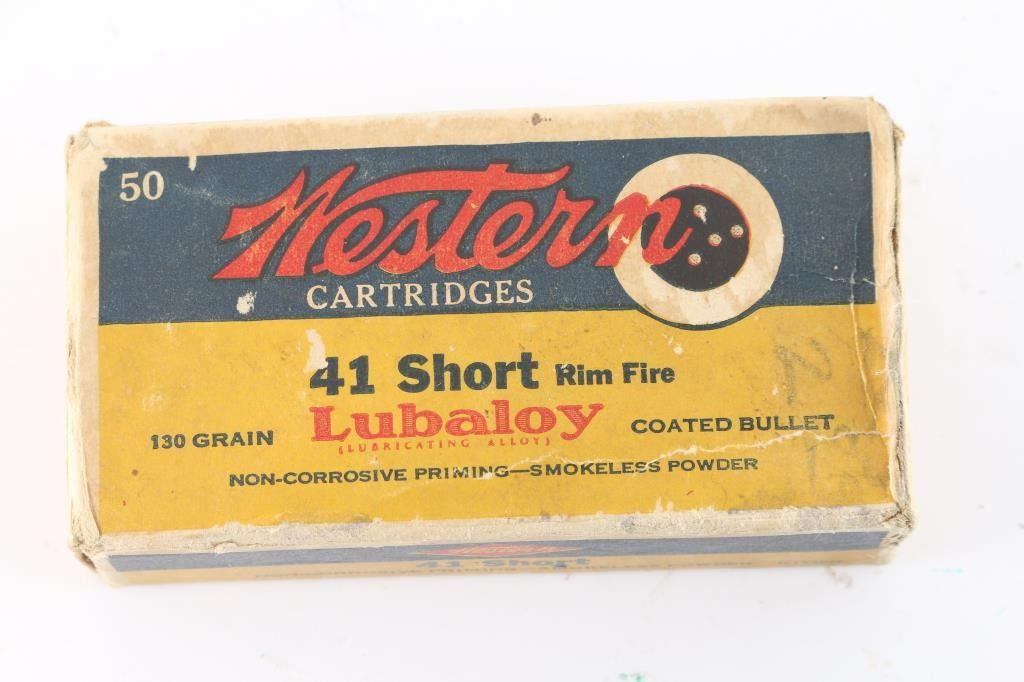 50
Western
CARTRIDGES
41 Short Rim Fire
130 GRAIN Lubaloy COATED BULLET
(LUBRICATING ALLOY)
NON-CORROSIVE PRIMING—SMOKELESS POWDER
41 Short